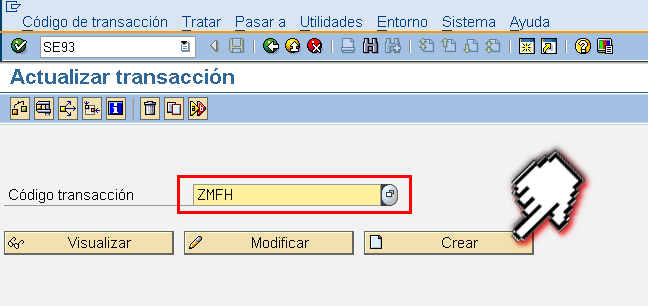 Código de transacción Tratar Pasar a Utilidades Entorno Sistema Ayuda
SE93
Actualizar transacción
Código transacción ZMFH
Visualizar Modificar Crear